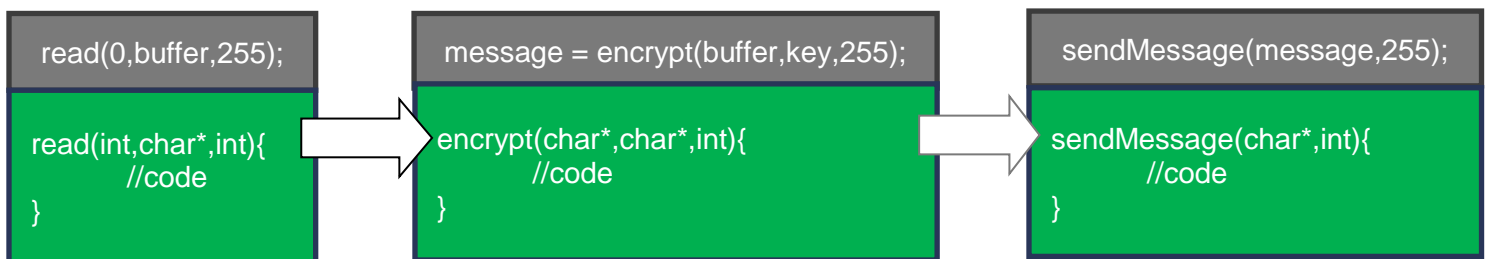 read(0,buffer,255);
read(int,char*,int){
//code
}
message = encrypt(buffer,key,255);
encrypt(char*,char*,int){
//code
}
sendMessage(message,255);
sendMessage(char*,int){
//code
}